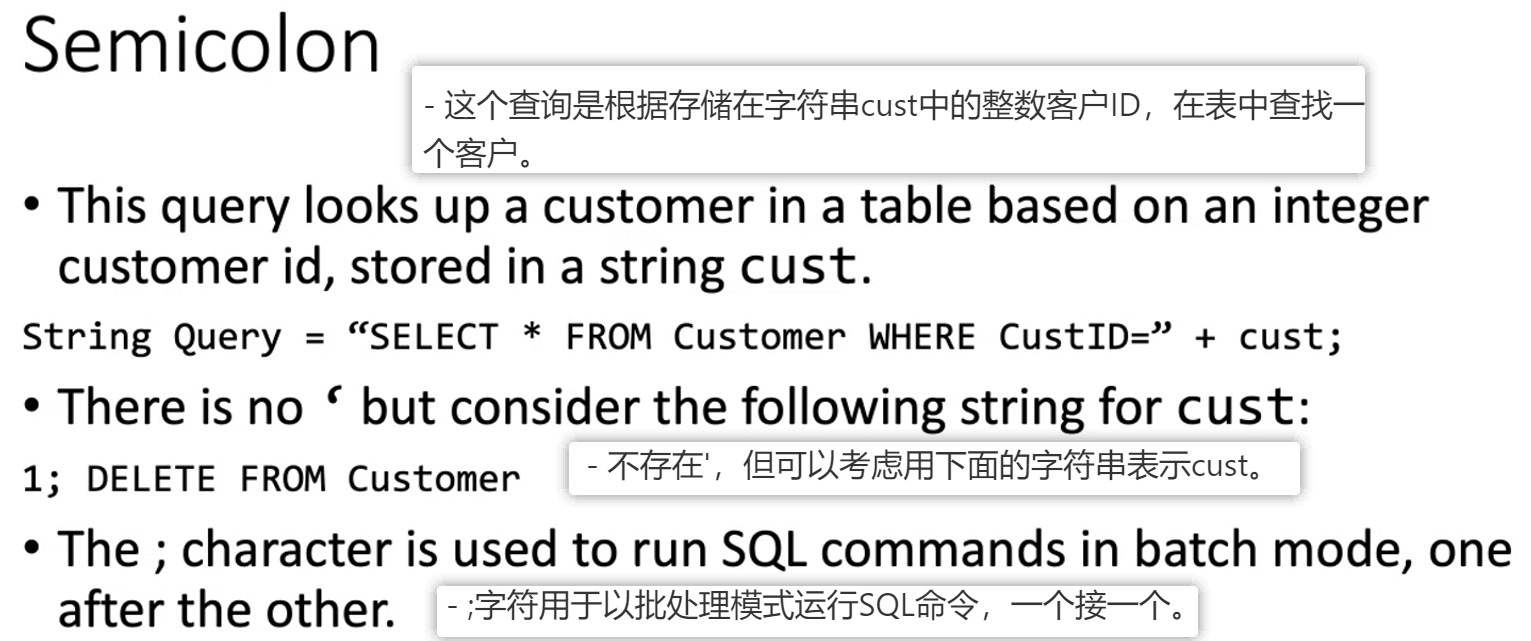 Semicolon
- 这个查询是根据存储在字符串cust中的整数客户ID，在表中查找一
个客户。
• This query looks up a customer in a table based on an integer
customer id, stored in a string cust.
String Query = “SELECT * FROM Customer WHERE CustID=” + cust;
• There is no ‘ but consider the following string for cust:
1; DELETE FROM Customer
- 不存在'，但可以考虑用下面的字符串表示cust。
• The ; character is used to run SQL commands in batch mode, one
after the other.
- ;字符用于以批处理模式运行SQL命令，一个接一个。